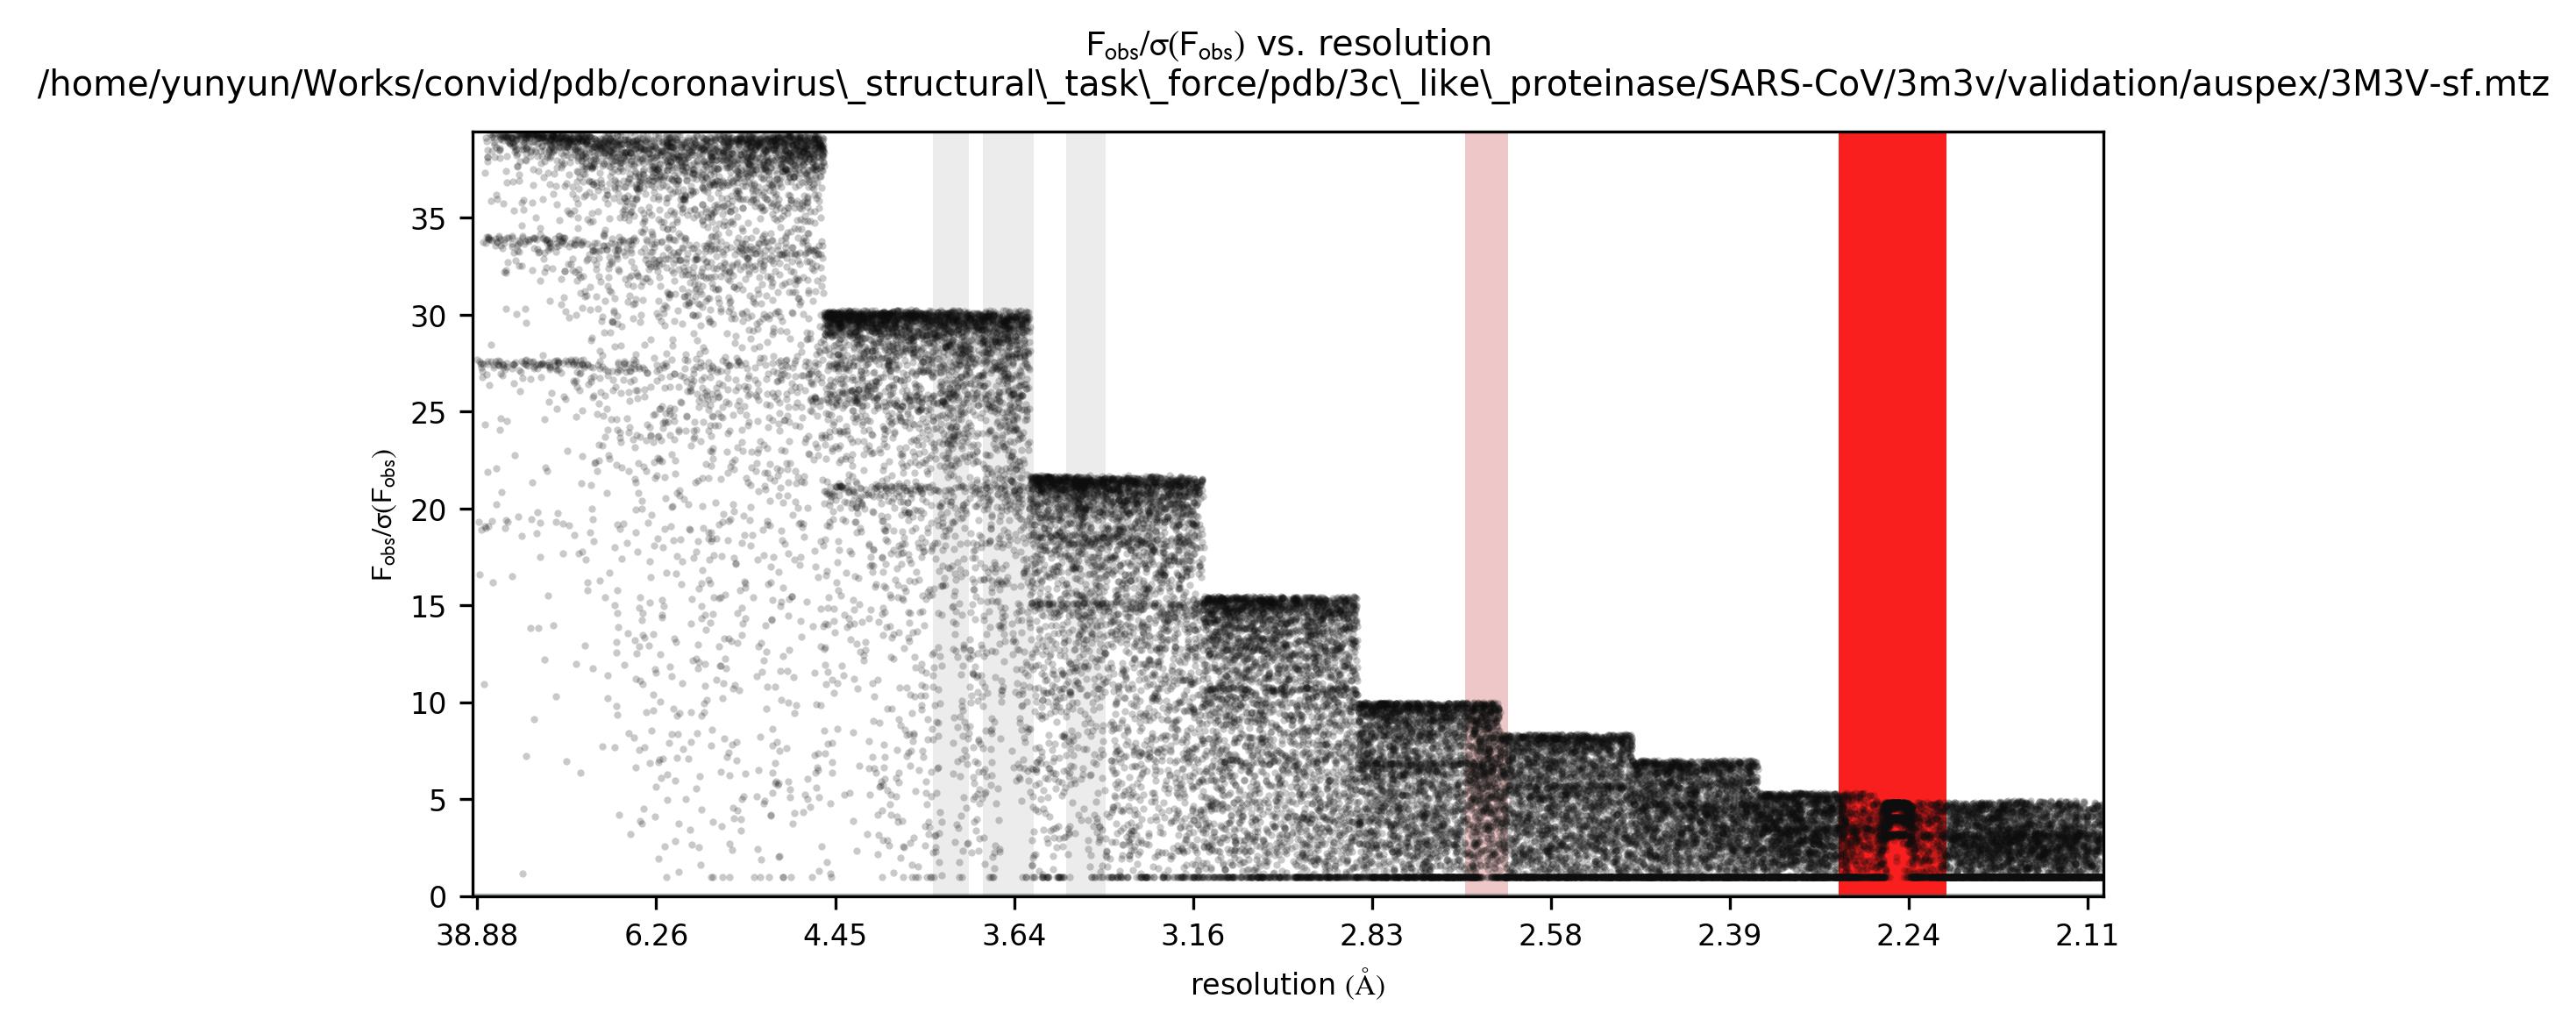 Fobs/σ(Fobs) vs. resolution
/home/yunyun/Works/convid/pdb/coronavirus\_structural\_task\_force/pdb/3c\_like\_proteinase/SARS-CoV/3m3v/validation/auspex/3M3V-sf.mtz
Fobs/σ(Fobs)
35
30
25
20
15
10
5
0
38.88 6.26 4.45 3.64 3.16 2.83 2.58 2.39 2.24 2.11
resolution (Å)